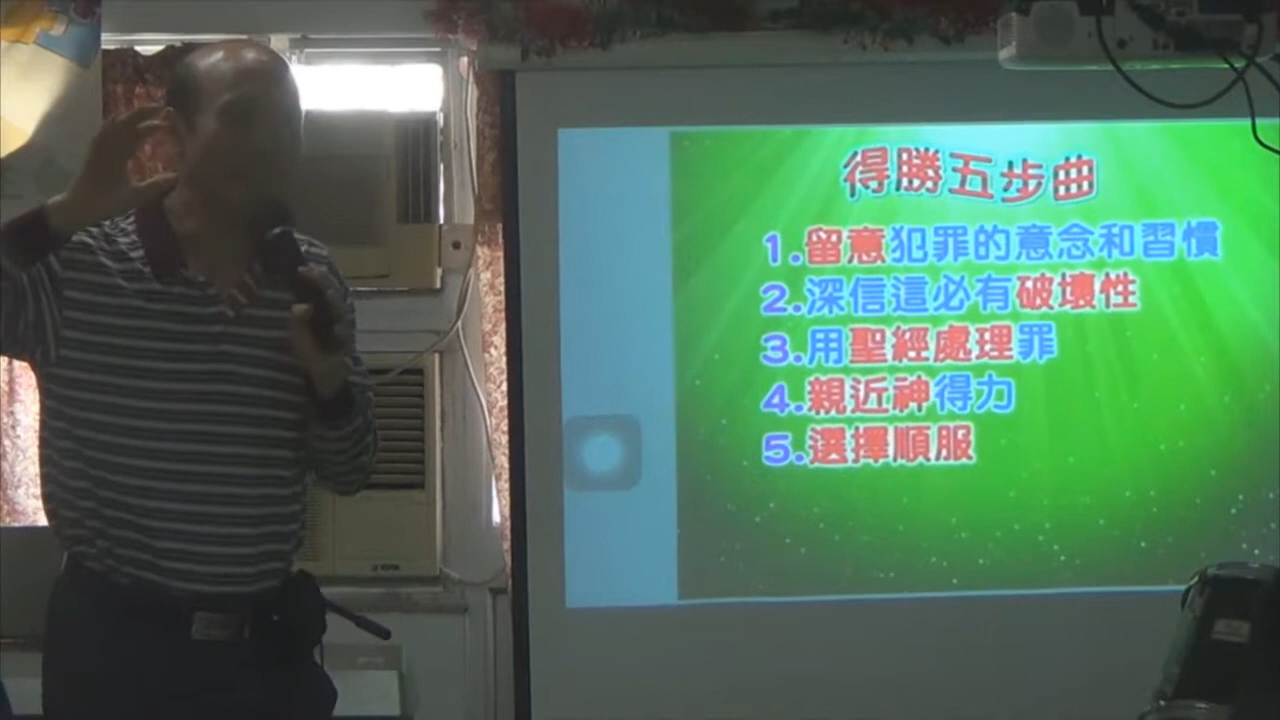 得勝五步曲
1.留意犯罪的意念和習慣
2.深信這必有破壞性
3.用聖經處理罪
4.親近神得力
5.選擇順服